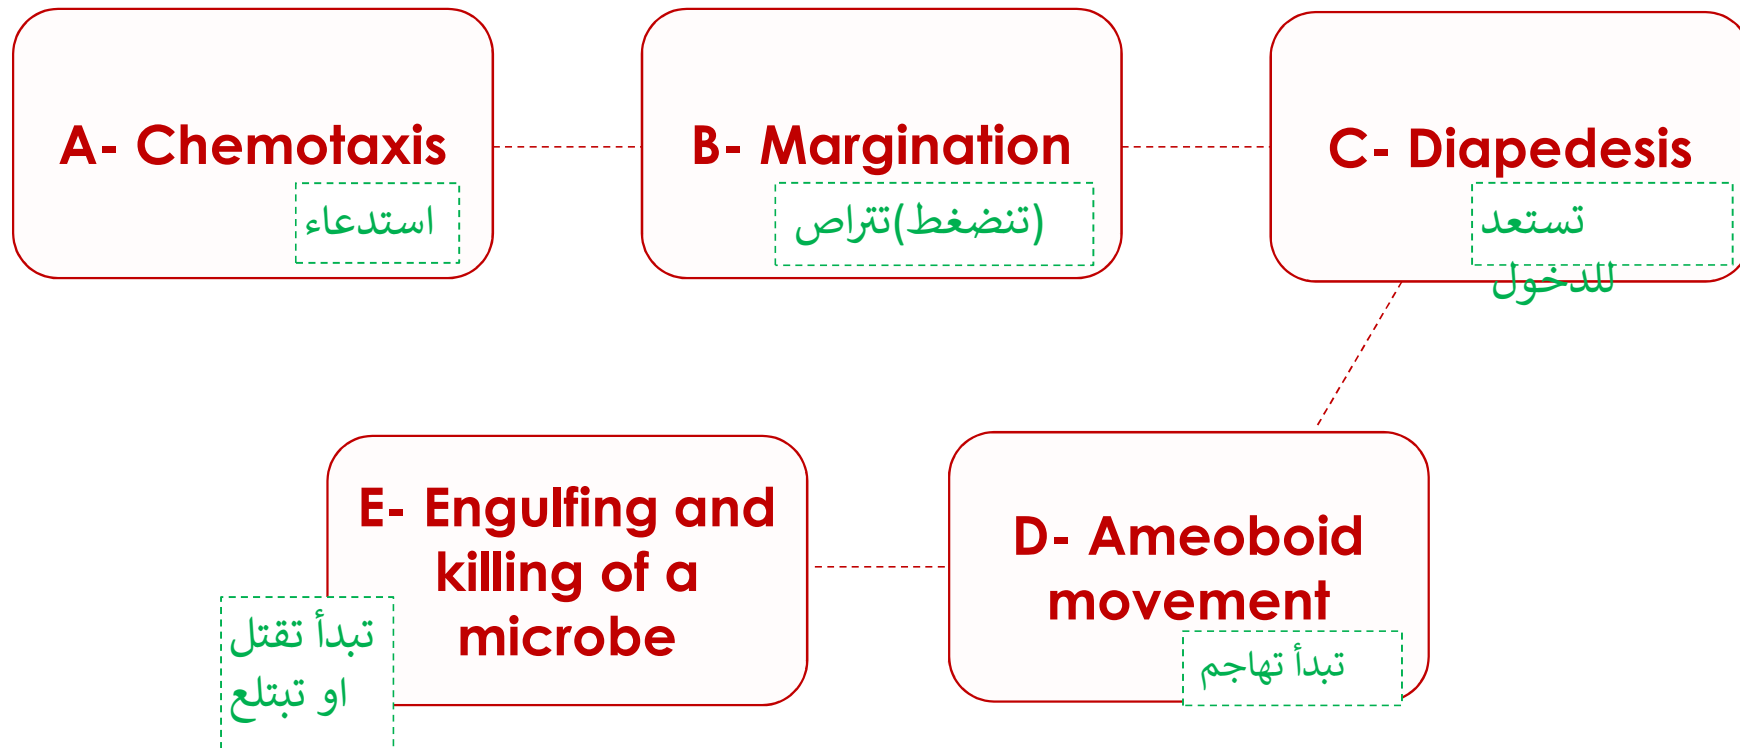 A- Chemotaxis
استدعاء
B- Margination
تتراص(تنضغط)
C- Diapedesis
تستعد
للدخول
D- Ameoboid
movement
تبدأ تهاجم
E- Engulfing and
killing of a
microbe
تبدأ تقتل
او تبتلع